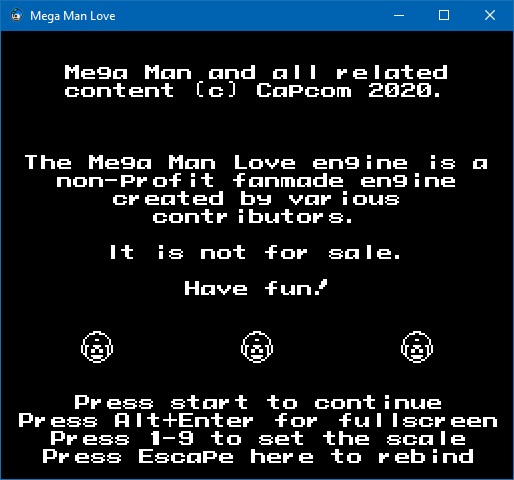 Mega Man Love
Mega Man and all related
content (c) Capcom 2020.
The Mega Man Love engine is a
non-profit fanmade engine
created by various
contributors.
It is not for sale.
Have fun!
Press start to continue
Press Alt+Enter for fullscreen
Press 1-9 to set the scale
Press Escape here to rebind